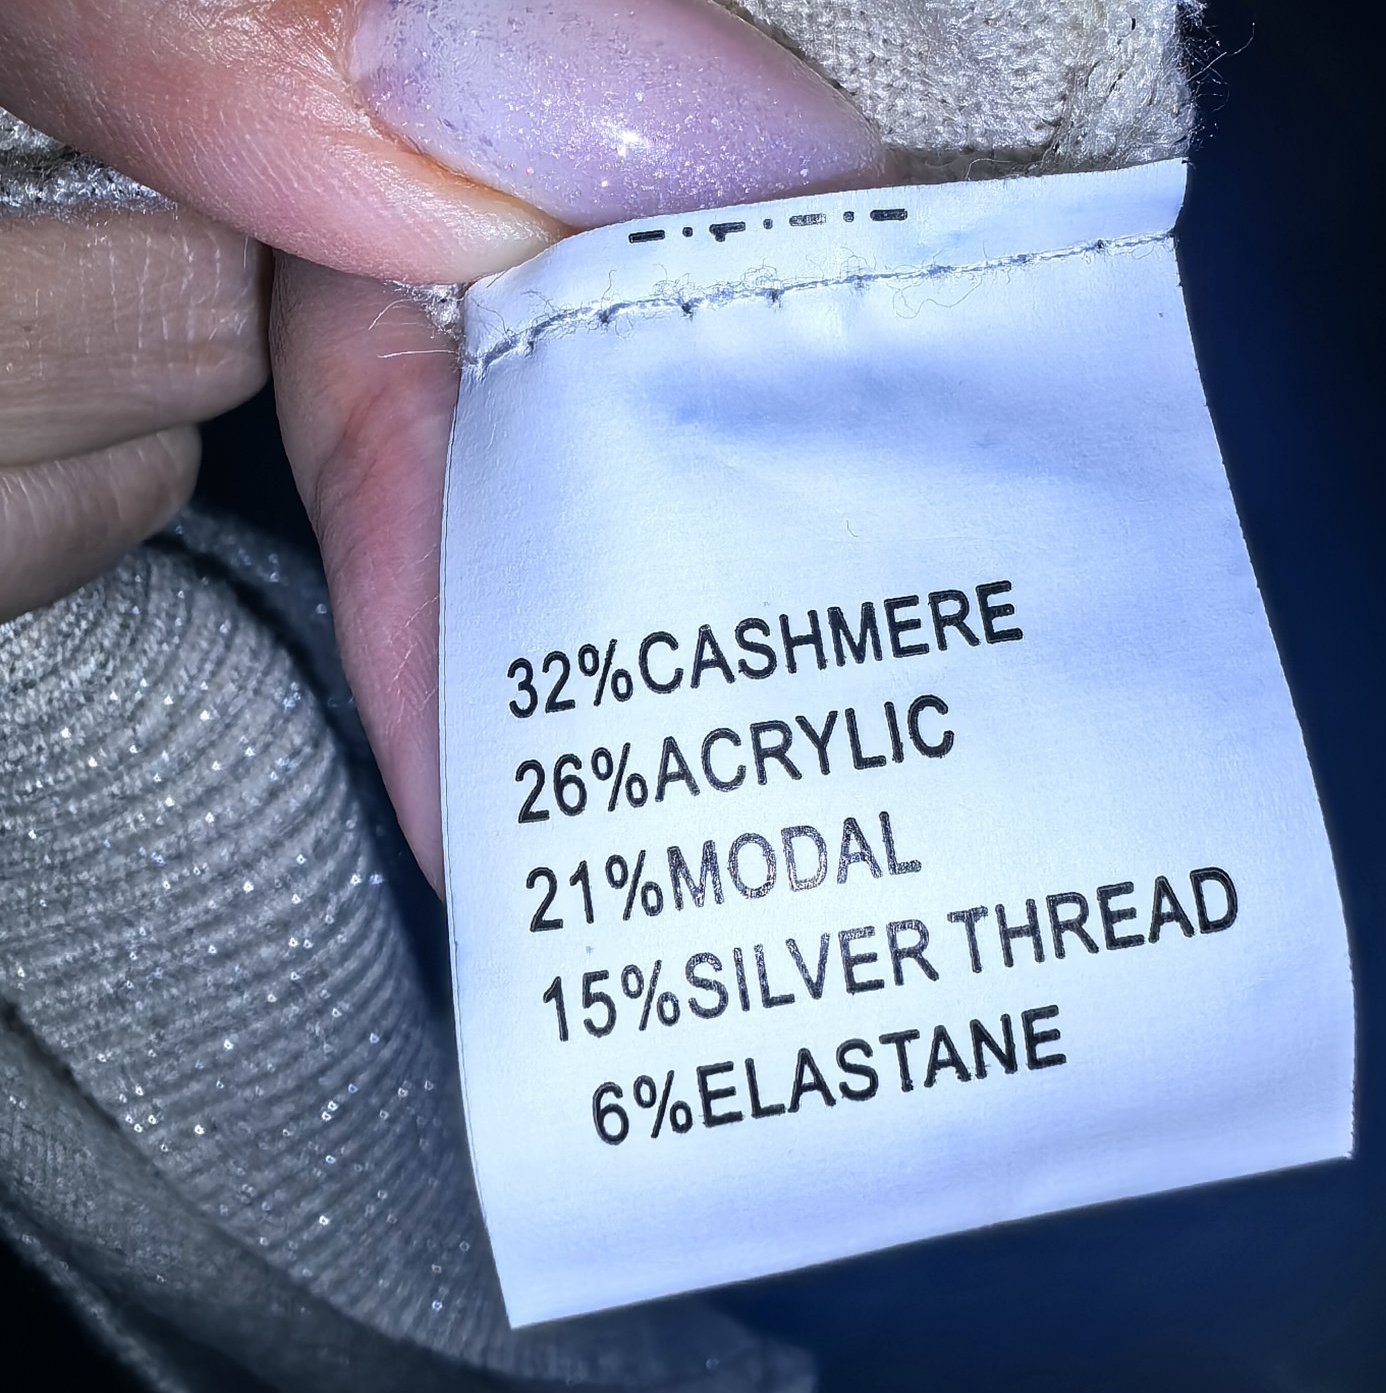 32%CASHMERE
26%ACRYLIC
21%MODAL
15%SILVER THREAD
6%ELASTANE